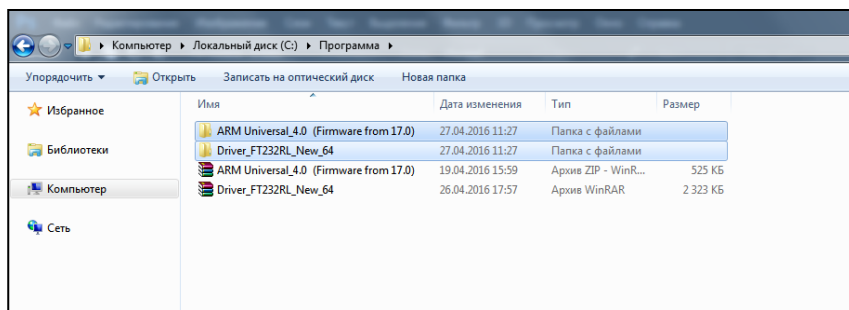 Компьютер ▸ Локальный диск (C:) ▸ Программа ▸
Упорядочить ▼ Открыть Записать на оптический диск Новая папка
Избранное
Библиотеки
Компьютер
Сеть
Имя Дата изменения Тип Размер
ARM Universal_4.0 (Firmware from 17.0) 27.04.2016 11:27 Папка с файлами
Driver_FT232RL_New_64 27.04.2016 11:27 Папка с файлами
ARM Universal_4.0 (Firmware from 17.0) 19.04.2016 15:59 Архив ZIP - WinR... 525 КБ
Driver_FT232RL_New_64 26.04.2016 17:57 Архив WinRAR 2 323 КБ